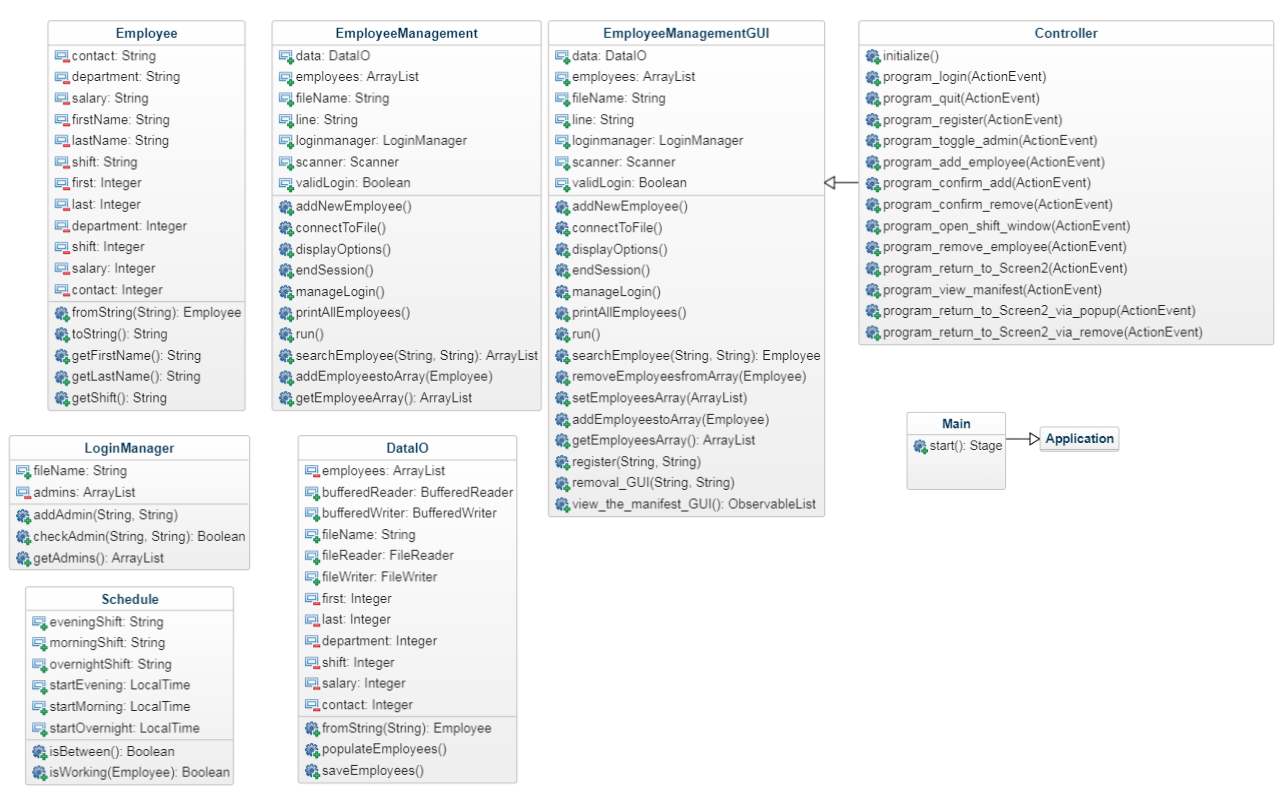 Employee
contact: String
department: String
salary: String
firstName: String
lastName: String
shift: String
first: Integer
last: Integer
department: Integer
shift: Integer
salary: Integer
contact: Integer
fromString(String): Employee
toString(): String
getFirstName(): String
getLastName(): String
getShift(): String
EmployeeManagement
data: DataIO
employees: ArrayList
fileName: String
line: String
loginmanager: LoginManager
scanner: Scanner
validLogin: Boolean
addNewEmployee()
connectToFile()
displayOptions()
endSession()
manageLogin()
printAllEmployees()
run()
searchEmployee(String, String): ArrayList
addEmployeestoArray(Employee)
getEmployeeArray(): ArrayList
EmployeeManagementGUI
data: DataIO
employees: ArrayList
fileName: String
line: String
loginmanager: LoginManager
scanner: Scanner
validLogin: Boolean
addNewEmployee()
connectToFile()
displayOptions()
endSession()
manageLogin()
printAllEmployees()
run()
searchEmployee(String, String): Employee
removeEmployeesfromArray(Employee)
setEmployeesArray(ArrayList)
addEmployeestoArray(Employee)
getEmployeesArray(): ArrayList
register(String, String)
removal_GUI(String, String)
view_the_manifest_GUI(): ObservableList
Controller
initialize()
program_login(ActionEvent)
program_quit(ActionEvent)
program_register(ActionEvent)
program_toggle_admin(ActionEvent)
program_add_employee(ActionEvent)
program_confirm_add(ActionEvent)
program_confirm_remove(ActionEvent)
program_open_shift_window(ActionEvent)
program_remove_employee(ActionEvent)
program_return_to_Screen2(ActionEvent)
program_view_manifest(ActionEvent)
program_return_to_Screen2_via_popup(ActionEvent)
program_return_to_Screen2_via_remove(ActionEvent)
Main
start(): Stage
Application
LoginManager
fileName: String
admins: ArrayList
addAdmin(String, String)
checkAdmin(String, String): Boolean
getAdmins(): ArrayList
DataIO
employees: ArrayList
bufferedReader: BufferedReader
bufferedWriter: BufferedWriter
fileName: String
fileReader: FileReader
fileWriter: FileWriter
first: Integer
last: Integer
department: Integer
shift: Integer
salary: Integer
contact: Integer
fromString(String): Employee
populateEmployees()
saveEmployees()
Schedule
eveningShift: String
morningShift: String
overnightShift: String
startEvening: LocalTime
startMorning: LocalTime
startOvernight: LocalTime
isBetween(): Boolean
isWorking(Employee): Boolean